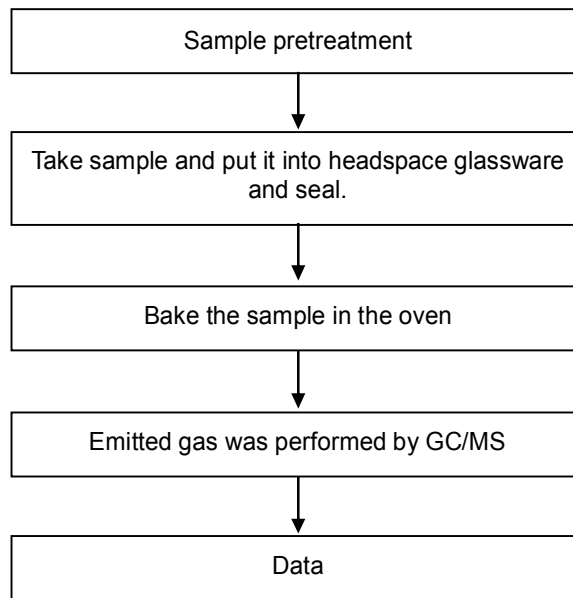 Sample pretreatment
Take sample and put it into headspace glassware
and seal.
Bake the sample in the oven
Emitted gas was performed by GC/MS
Data